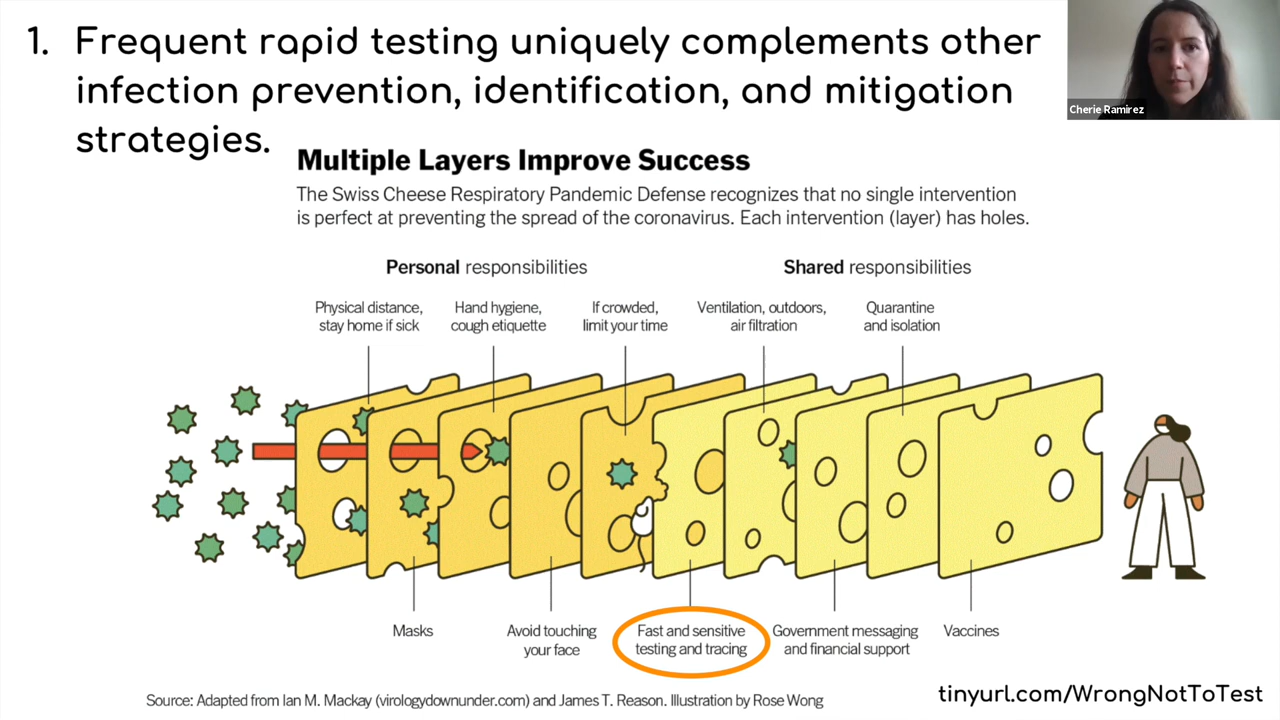 1. Frequent rapid testing uniquely complements other
infection prevention, identification, and mitigation
strategies.
Cherie Ramirez
Multiple Layers Improve Success
The Swiss Cheese Respiratory Pandemic Defense recognizes that no single intervention
is perfect at preventing the spread of the coronavirus. Each intervention (layer) has holes.
Personal responsibilities
Shared responsibilities
Physical distance,
stay home if sick
Hand hygiene,
cough etiquette
If crowded,
limit your time
Ventilation, outdoors,
air filtration
Quarantine
and isolation
Masks
Avoid touching
your face
Fast and sensitive
testing and tracing
Government messaging
and financial support
Vaccines
Source: Adapted from Ian M. Mackay (virologydownunder.com) and James T. Reason. Illustration by Rose Wong
tinyurl.com/WrongNotToTest